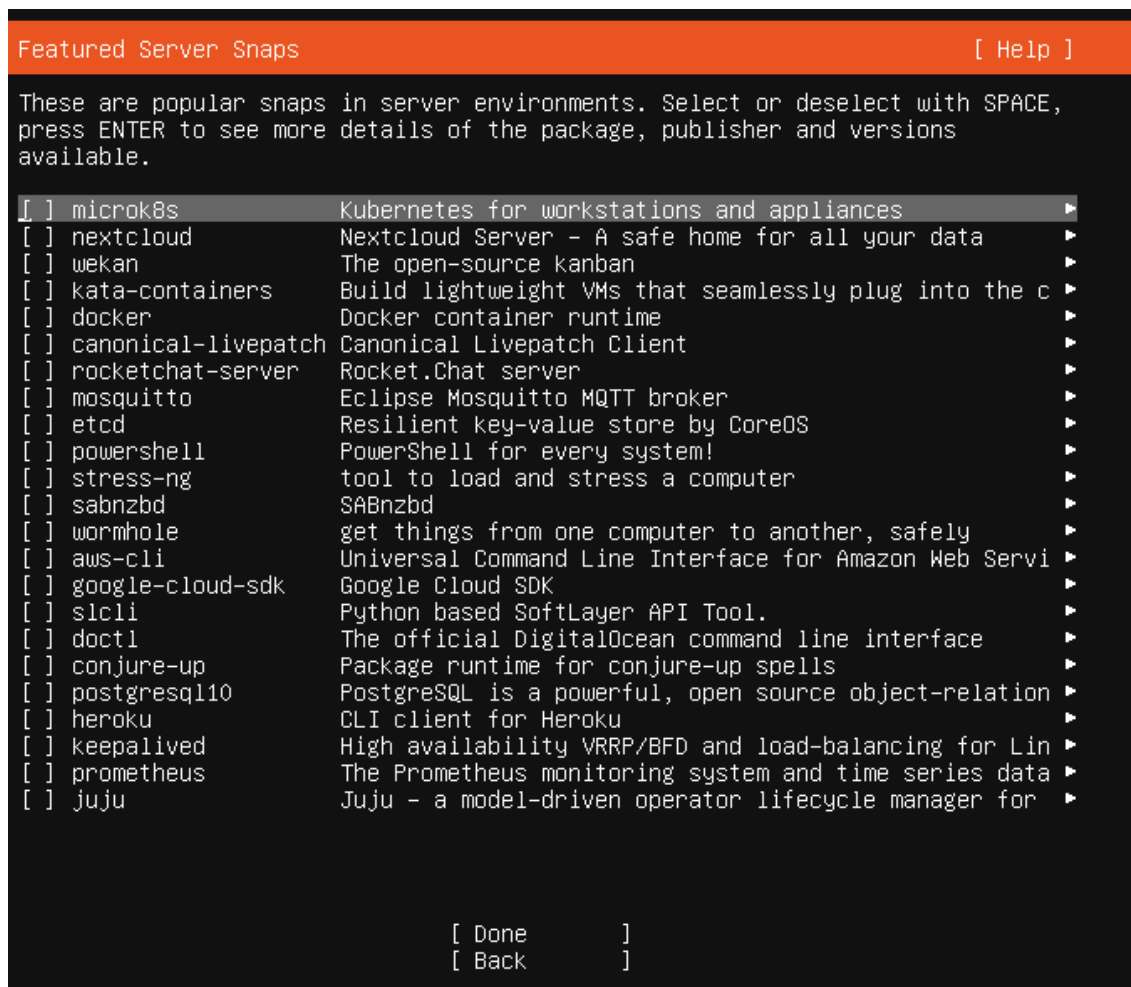 Featured Server Snaps [ Help ]
These are popular snaps in server environments. Select or deselect with SPACE,
press ENTER to see more details of the package, publisher and versions
available.
[ ] microk8s Kubernetes for workstations and appliances ▸
[ ] nextcloud Nextcloud Server – A safe home for all your data ▸
[ ] wekan The open–source kanban ▸
[ ] kata–containers Build lightweight VMs that seamlessly plug into the c ▸
[ ] docker Docker container runtime ▸
[ ] canonical–livepatch Canonical Livepatch Client ▸
[ ] rocketchat–server Rocket.Chat server ▸
[ ] mosquitto Eclipse Mosquitto MQTT broker ▸
[ ] etcd Resilient key–value store by CoreOS ▸
[ ] powershell PowerShell for every system! ▸
[ ] stress–ng tool to load and stress a computer ▸
[ ] sabnzbd SABnzbd ▸
[ ] wormhole get things from one computer to another, safely ▸
[ ] aws–cli Universal Command Line Interface for Amazon Web Servi ▸
[ ] google–cloud–sdk Google Cloud SDK ▸
[ ] slcli Python based SoftLayer API Tool. ▸
[ ] doctl The official DigitalOcean command line interface ▸
[ ] conjure–up Package runtime for conjure–up spells ▸
[ ] postgresql10 PostgreSQL is a powerful, open source object–relation ▸
[ ] heroku CLI client for Heroku ▸
[ ] keepalived High availability VRRP/BFD and load–balancing for Lin ▸
[ ] prometheus The Prometheus monitoring system and time series data ▸
[ ] juju Juju – a model–driven operator lifecycle manager for ▸
[ Done ]
[ Back ]